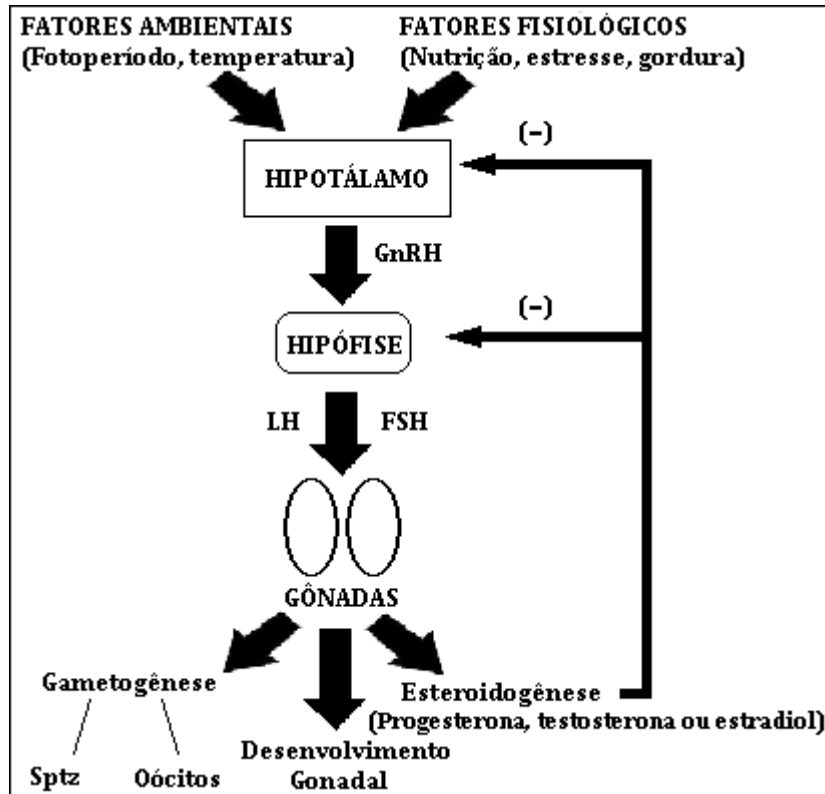 FATORES AMBIENTAIS
(Fotoperíodo, temperatura)
FATORES FISIOLÓGICOS
(Nutrição, estresse, gordura)
(-)
HIPOTÁLAMO
GnRH
(-)
HIPÓFISE
LH FSH
GÔNADAS
Gametogênese
Sptz Oócitos
Desenvolvimento
Gonadal
Esteroidogênese
(Progesterona, testosterona ou estradiol)